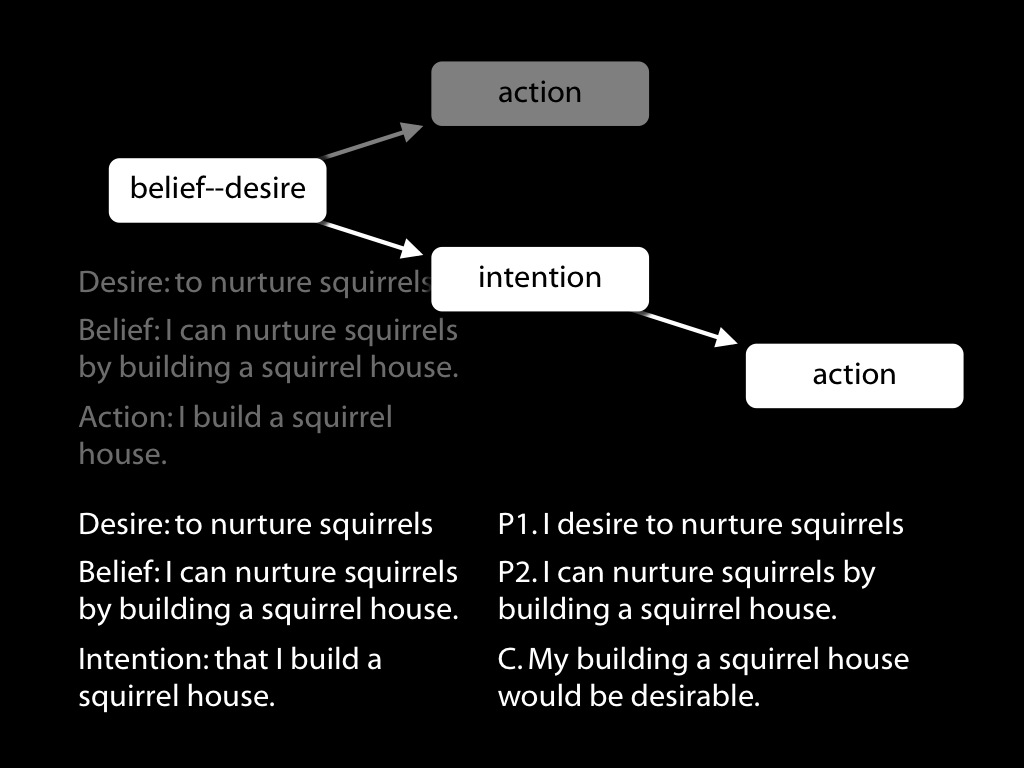 action
belief--desire
intention
action
Desire: to nurture squirrels
Belief: I can nurture squirrels
by building a squirrel house.
Action: I build a squirrel
house.
Desire: to nurture squirrels
Belief: I can nurture squirrels
by building a squirrel house.
Intention: that I build a
squirrel house.
P1. I desire to nurture squirrels
P2. I can nurture squirrels by
building a squirrel house.
C. My building a squirrel house
would be desirable.